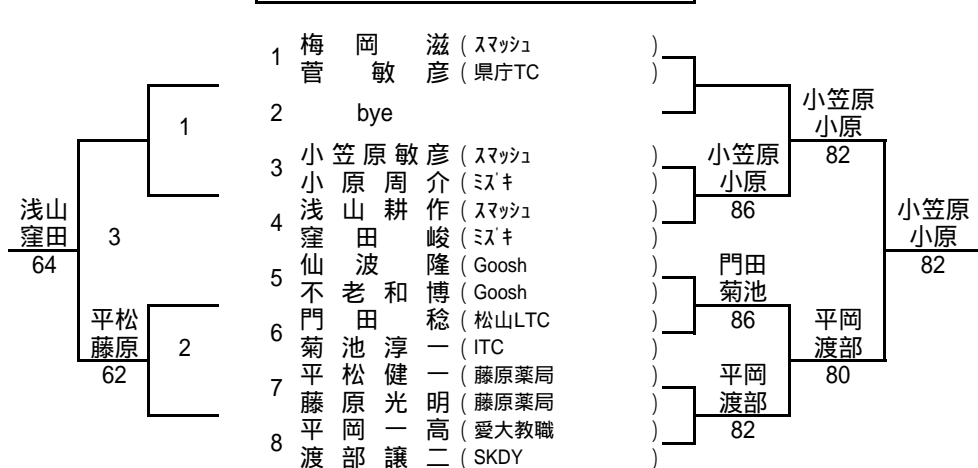 1 梅岡 滋 ( ｽﾏｯｼｭ )
菅 敏彦 ( 県庁TC )
2 bye
3 小笠原敏彦 ( ｽﾏｯｼｭ )
小原周介 ( ﾐｽﾞｷ )
4 浅山耕作 ( ｽﾏｯｼｭ )
窪田 峻 ( ﾐｽﾞｷ )
5 仙波 隆 ( Goosh )
不老和博 ( Goosh )
6 門田 稔 ( 松山LTC )
菊池淳一 ( ITC )
7 平松健一 ( 藤原薬局 )
藤原光明 ( 藤原薬局 )
8 平岡一高 ( 愛大教職 )
渡部譲二 ( SKDY )
1
3
2
浅山
窪田
64
平松
藤原
62
小笠原
小原
86
門田
菊池
86
平岡
渡部
82
小笠原
小原
82
平岡
渡部
80
小笠原
小原
82